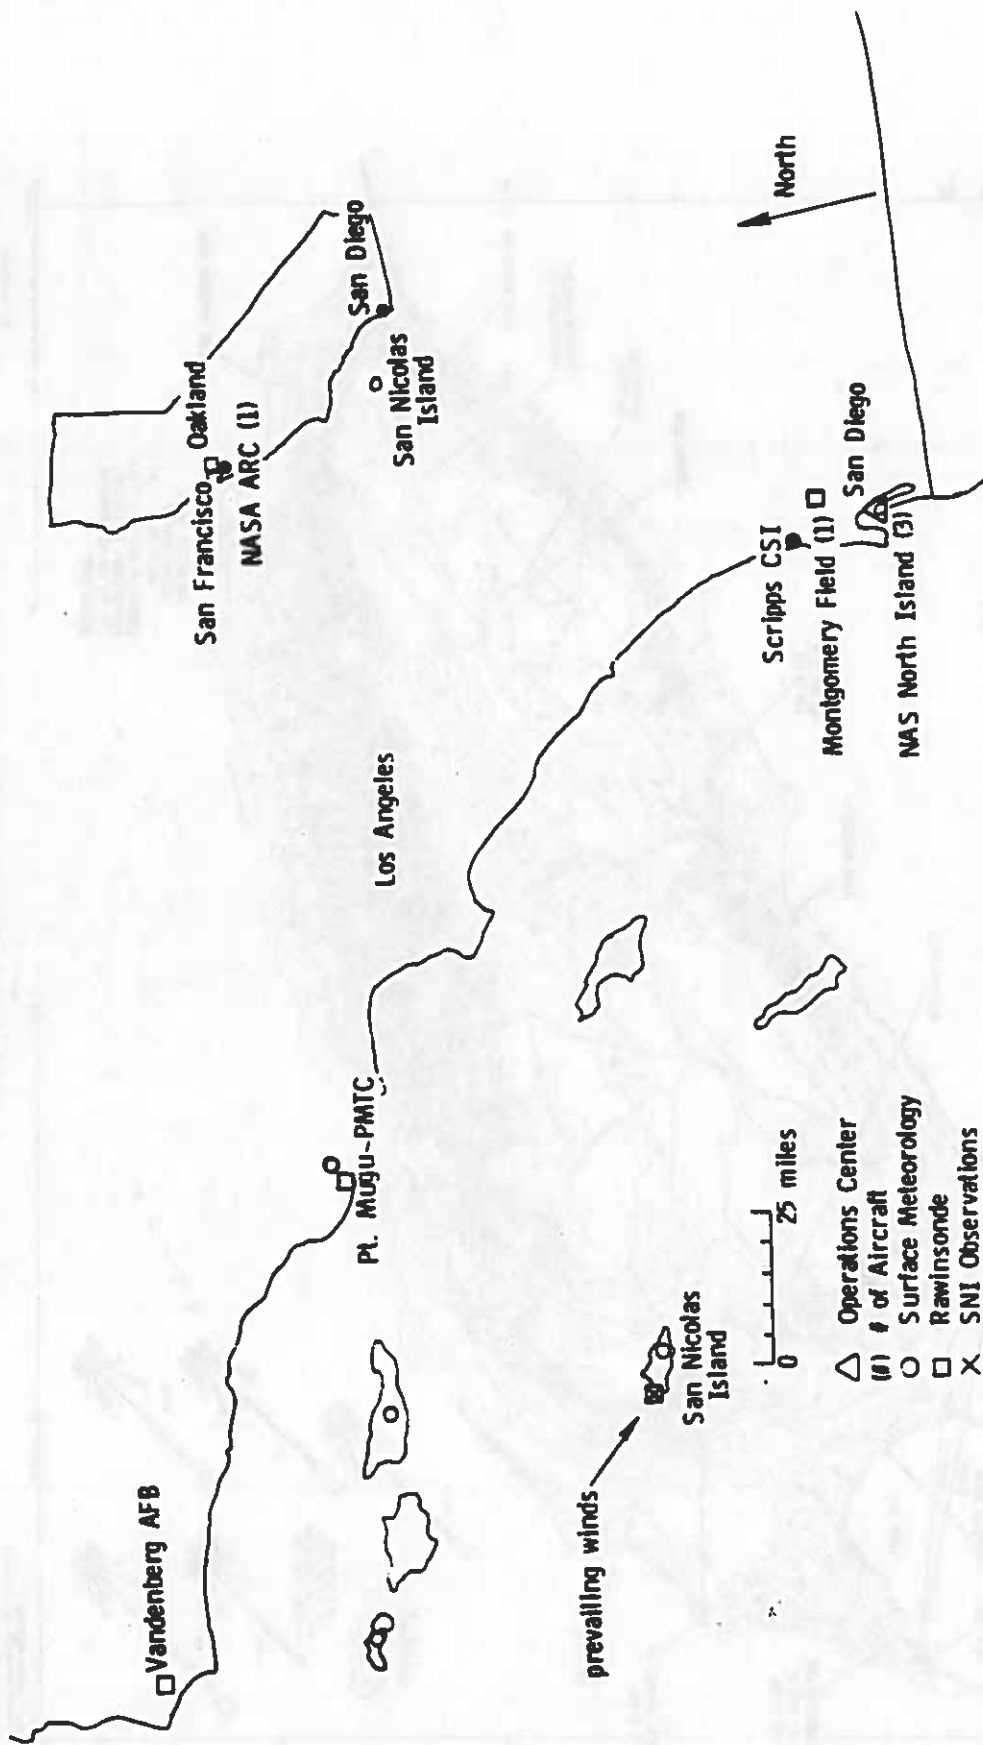 San Francisco
Oakland
NASA ARC (1)
San Diego
San Nicolas
Island
Vandenberg AFB
Pt. Mugu-PMTC
Los Angeles
prevailing winds
San Nicolas
Island
0
25 miles
Scripps CSI
Montgomery Field (1)
San Diego
NAS North Island (3)
North
Operations Center
(#) # of Aircraft
Surface Meteorology
Rawinsonde
SNI Observations